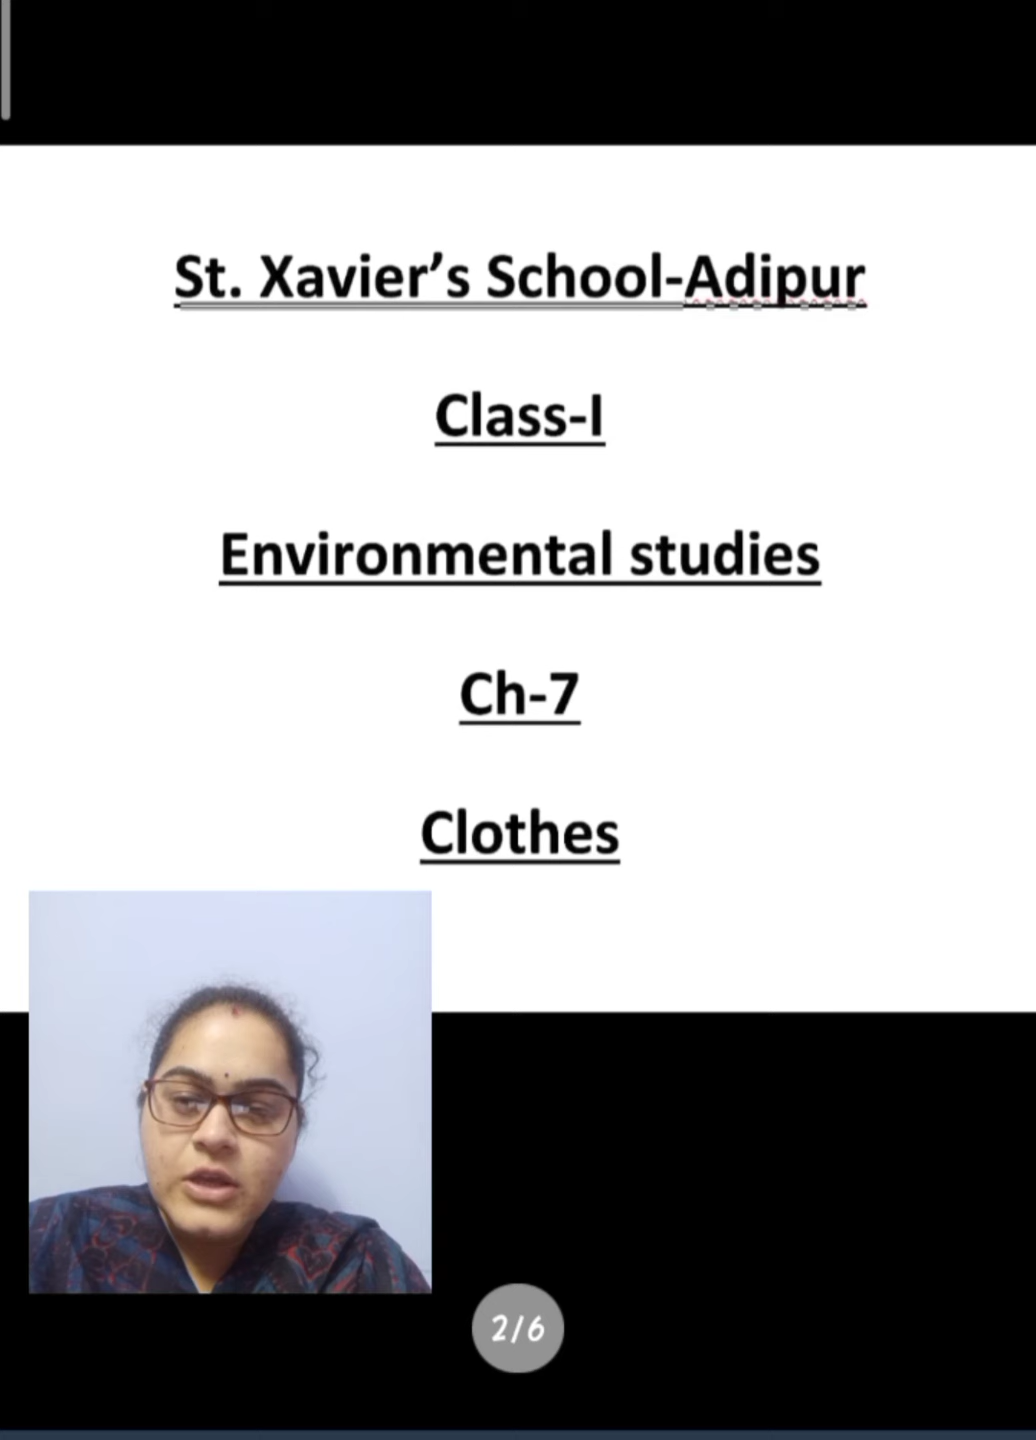 St. Xavier’s School-Adipur
Class-I
Environmental studies
Ch-7
Clothes
2/6